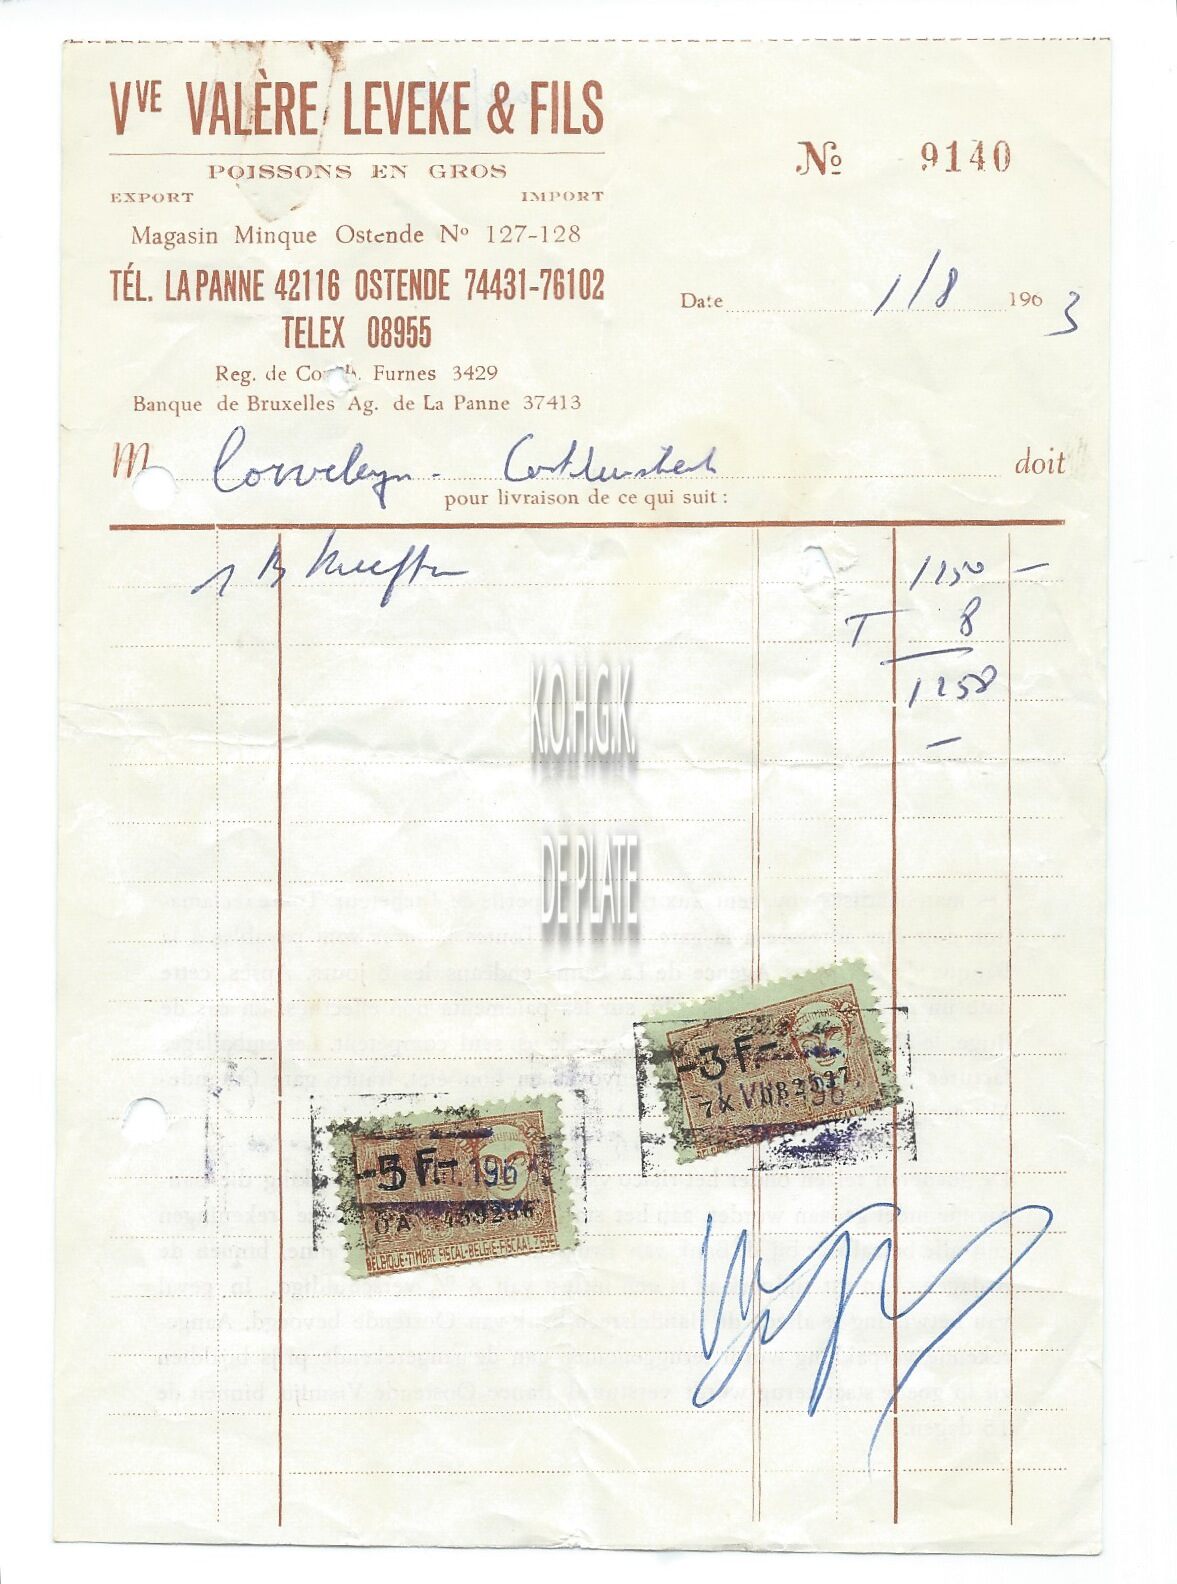 VVE VALÈRE LEVEKE & FILS
POISSONS EN GROS
EXPORT IMPORT
Magasin Minque Ostende No 127-128
TÉL. LA PANNE 42116 OSTENDE 74431-76102
TELEX 08955
Reg. de Furnes 3429
Banque de Bruxelles Ag. de La Panne 37413
No 9140
Date 1/8 1963
M Corveleyn - doit
pour livraison de ce qui suit :
1 B Kreeften 1250 -
T 8
1258
-
K.O.H.G.K.
DE PLATE
-3 F.-
-5 F.-
BELGIQUE-TIMBRE FISCAL-BELGIE-FISCAAL ZEGEL